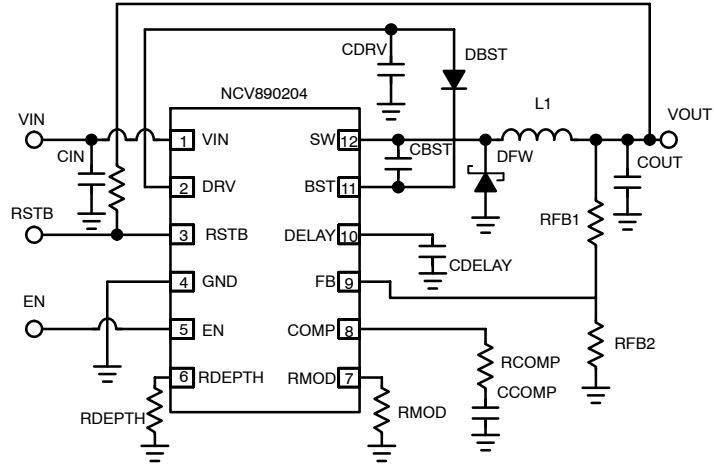 CDRV
DBST
NCV890204
L1
VIN
VOUT
1
VIN
SW
12
CIN
CBST
DFW
COUT
2
DRV
BST
11
RSTB
3
RSTB
DELAY
10
RFB1
CDELAY
4
GND
FB
9
EN
5
EN
COMP
8
RFB2
RCOMP
6
RDEPTH
RMOD
7
CCOMP
RDEPTH
RMOD